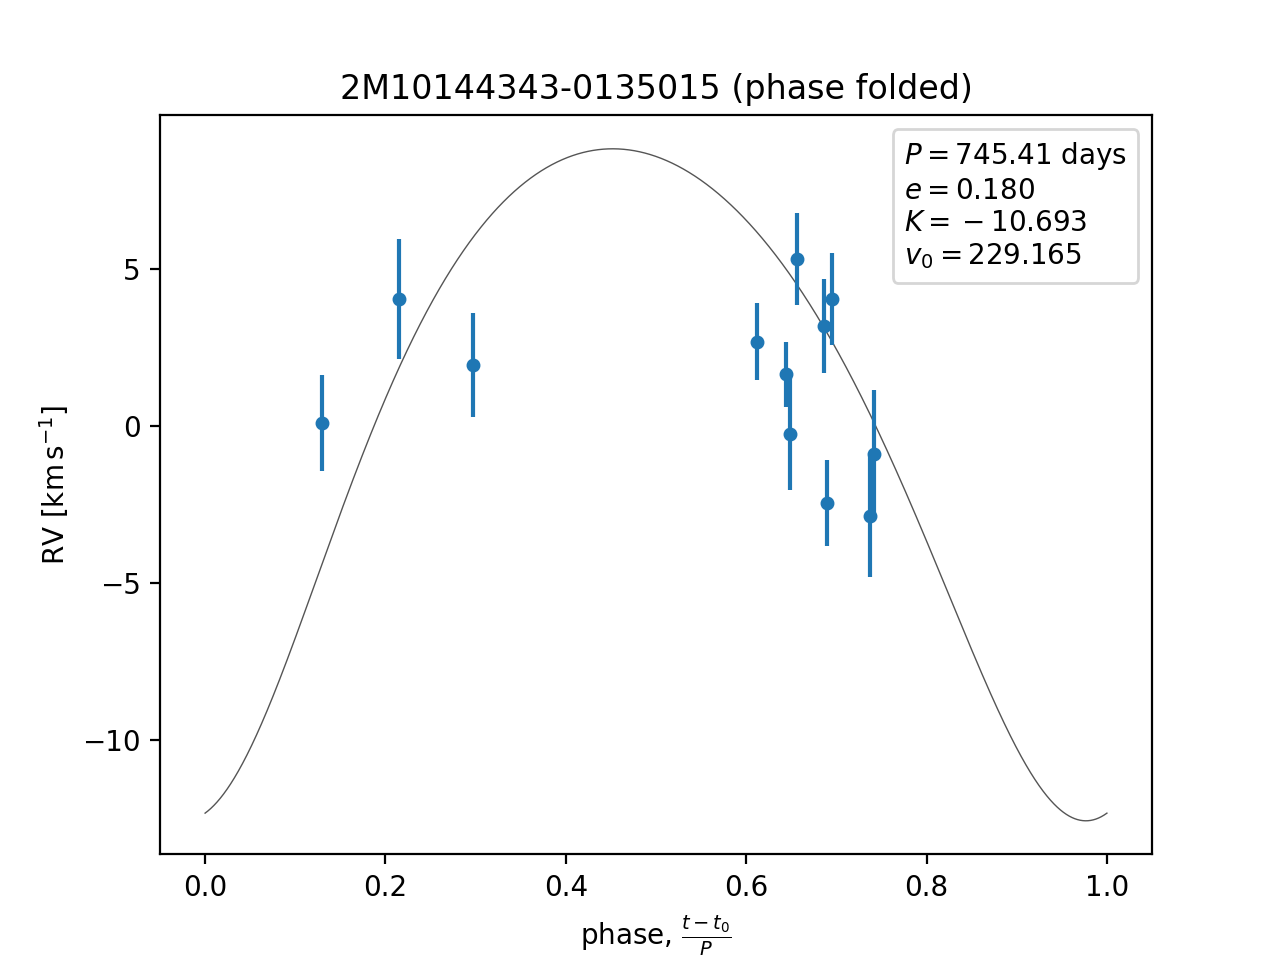 2M10144343-0135015 (phase folded)
P = 745.41 days
e = 0.180
K = −10.693
v₀ = 229.165
RV [km s⁻¹]
5
0
−5
−10
0.0 0.2 0.4 0.6 0.8 1.0
phase, (t − t₀)/P